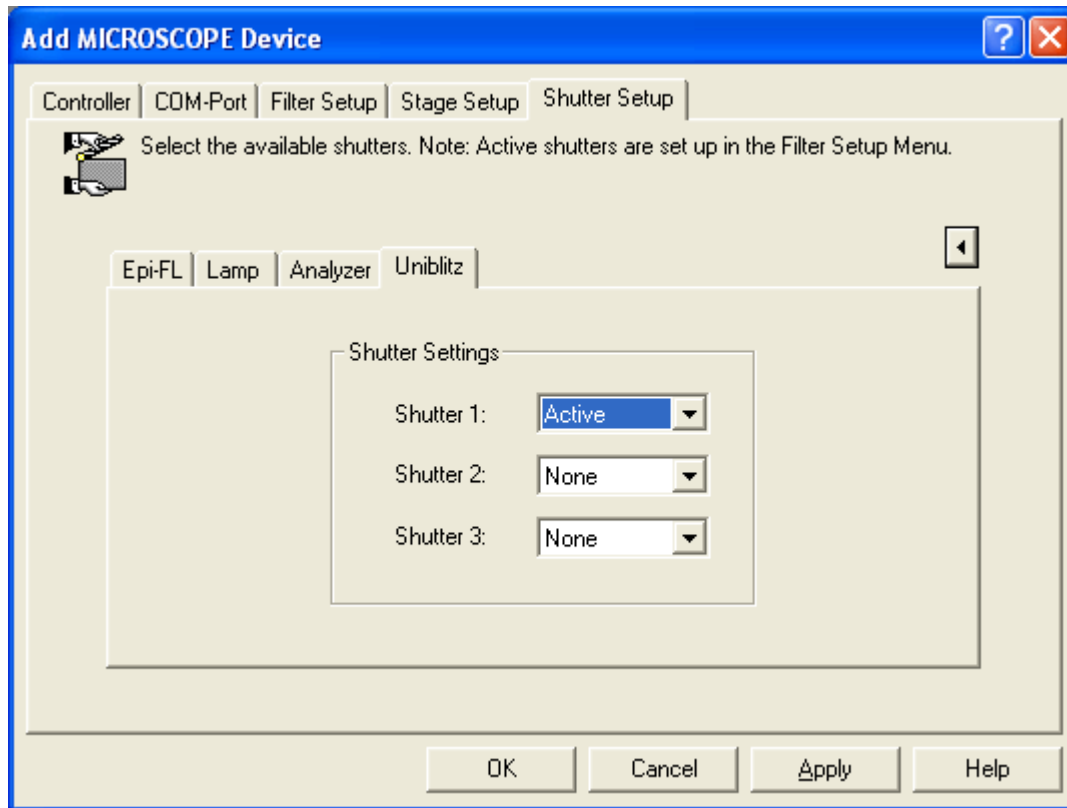 Add MICROSCOPE Device
Controller COM-Port Filter Setup Stage Setup Shutter Setup
Select the available shutters. Note: Active shutters are set up in the Filter Setup Menu.
Epi-FL Lamp Analyzer Uniblitz
Shutter Settings
Shutter 1: Active
Shutter 2: None
Shutter 3: None
OK Cancel Apply Help